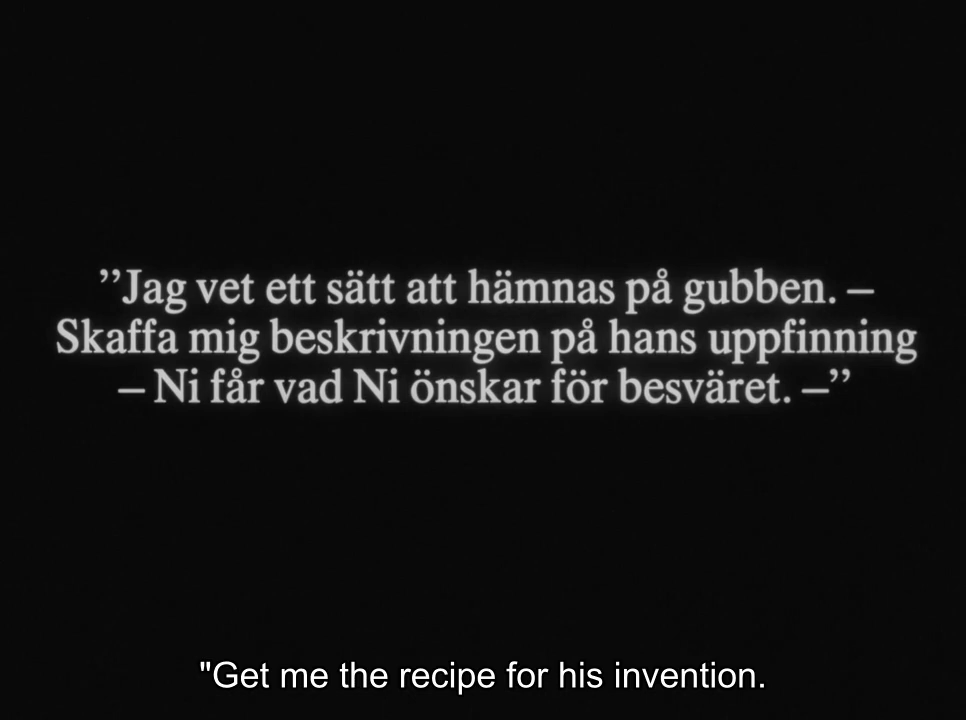 ”Jag vet ett sätt att hämnas på gubben. –
Skaffa mig beskrivningen på hans uppfinning
– Ni får vad Ni önskar för besväret. –”
"Get me the recipe for his invention.